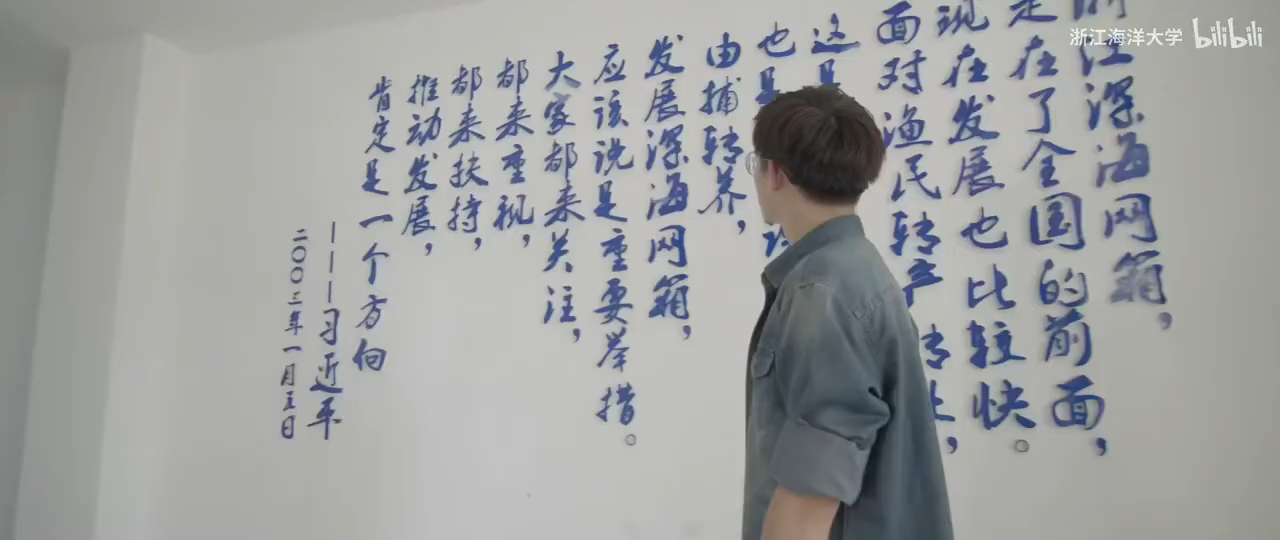 江深海网箱，
在了全国的前面，
现在发展也比较快。
面对渔民转产转
这是
也是
由捕转养，
发展深海网箱，
应该说是重要举措。
大家都来关注，
都来重视，
都来扶持，
推动发展，
肯定是一个方向
———习近平
二〇〇三年一月五日
浙江海洋大学
bilibili